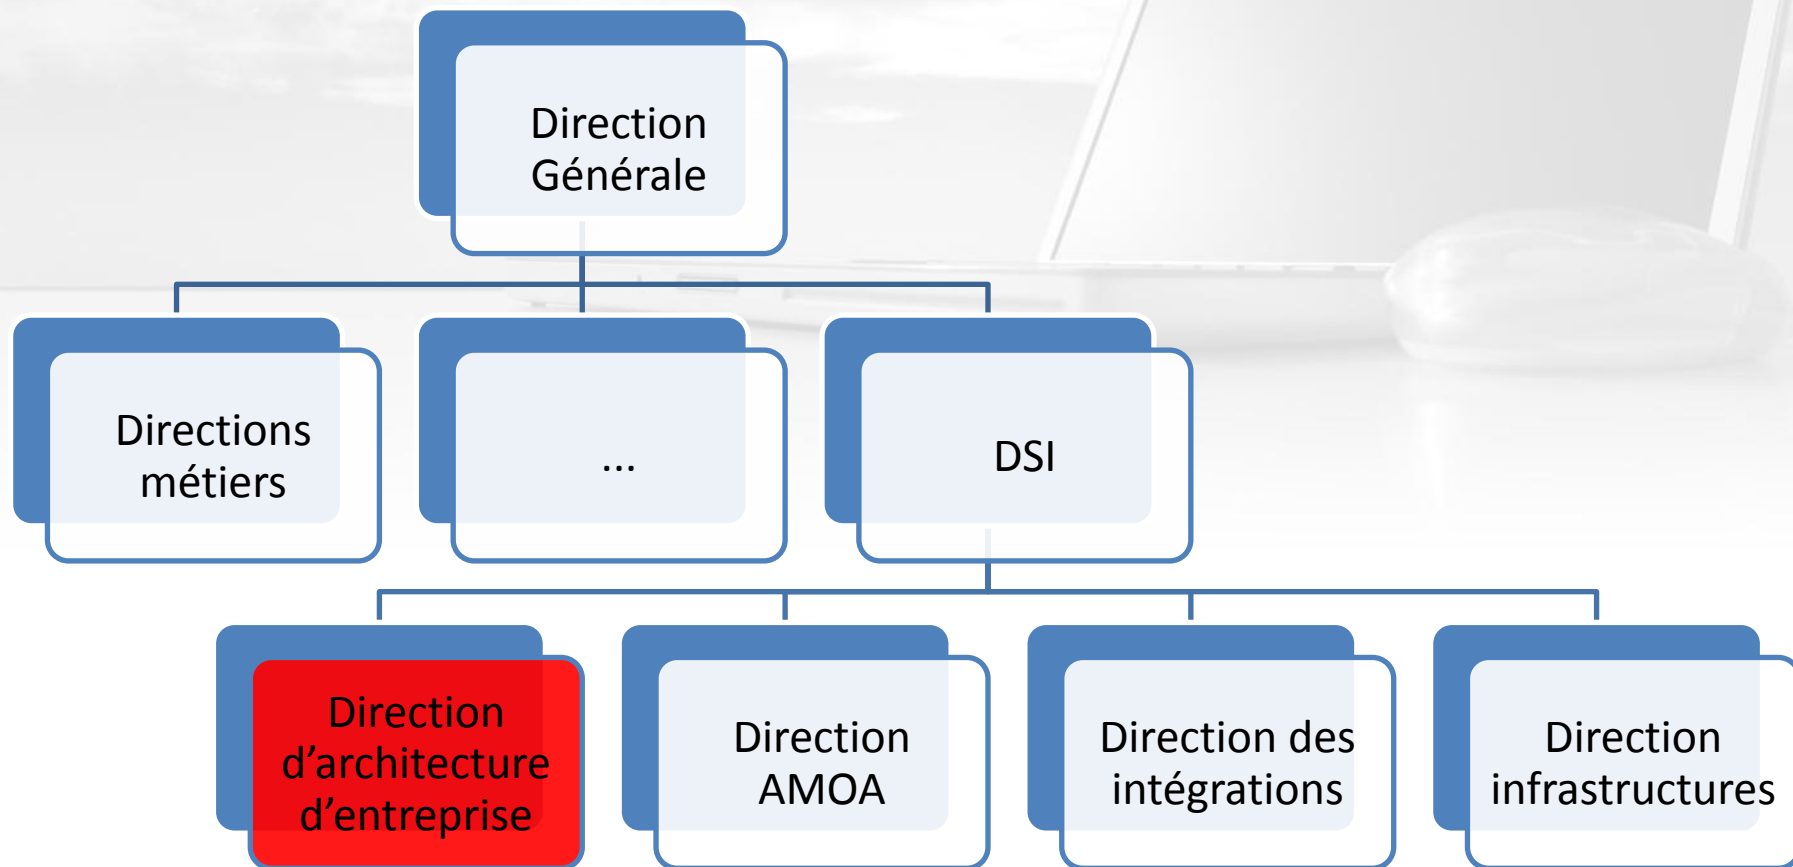 Direction
Générale
Directions
métiers
...
DSI
Direction
d’architecture
d’entreprise
Direction
AMOA
Direction des
intégrations
Direction
infrastructures